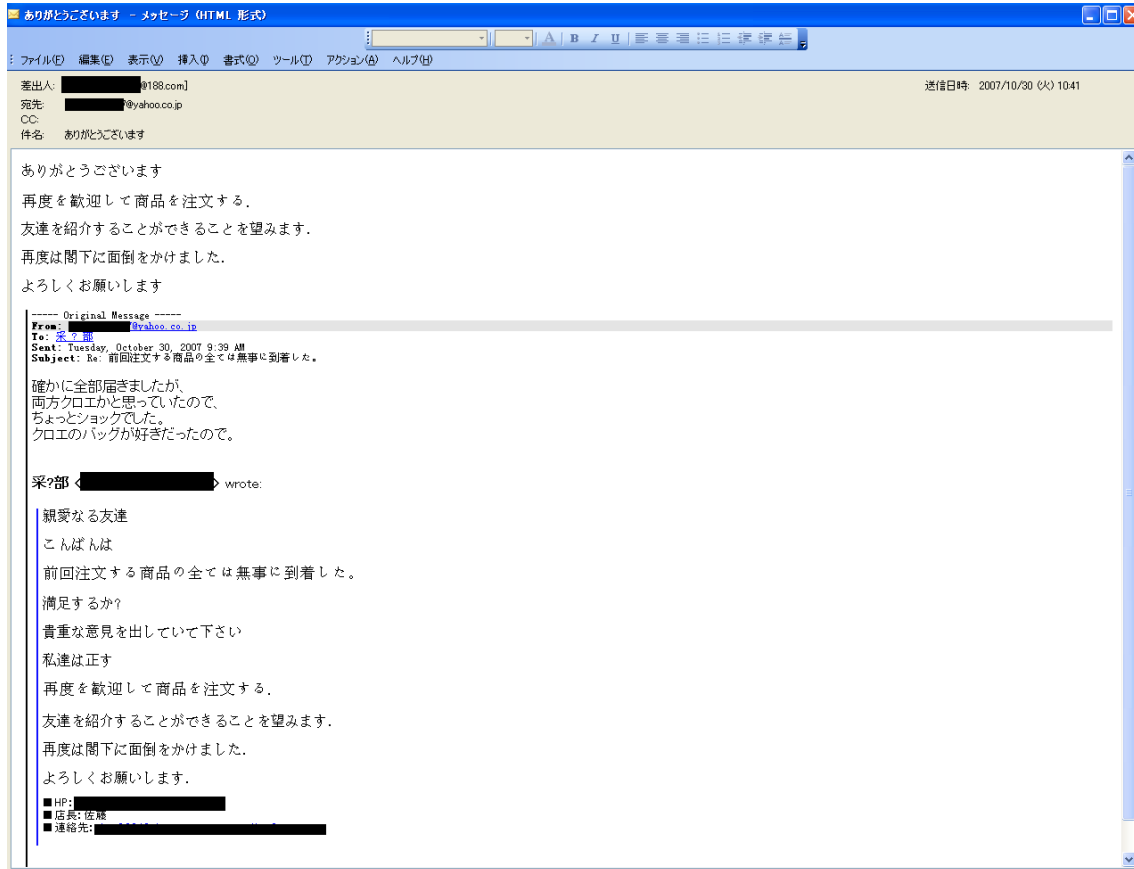 ありがとうございます - メッセージ (HTML 形式)
A B I U
ファイル(F) 編集(E) 表示(V) 挿入(I) 書式(O) ツール(T) アクション(A) ヘルプ(H)
差出人: @188.com] 送信日時: 2007/10/30 (火) 10:41
宛先: @yahoo.co.jp
CC:
件名: ありがとうございます
ありがとうございます
再度を歓迎して商品を注文する.
友達を紹介することができることを望みます.
再度は閣下に面倒をかけました.
よろしくお願いします
----- Original Message -----
From: @yahoo.co.jp
To: 采?部
Sent: Tuesday, October 30, 2007 9:39 AM
Subject: Re: 前回注文する商品の全ては無事に到着した。
確かに全部届きましたが、
両方クロエかと思っていたので、
ちょっとショックでした。
クロエのバッグが好きだったので。
采?部 < > wrote:
親愛なる友達
こんばんは
前回注文する商品の全ては無事に到着した。
満足するか?
貴重な意見を出していて下さい
私達は正す
再度を歓迎して商品を注文する.
友達を紹介することができることを望みます.
再度は閣下に面倒をかけました.
よろしくお願いします.
■HP:
■店長:佐藤
■連絡先: